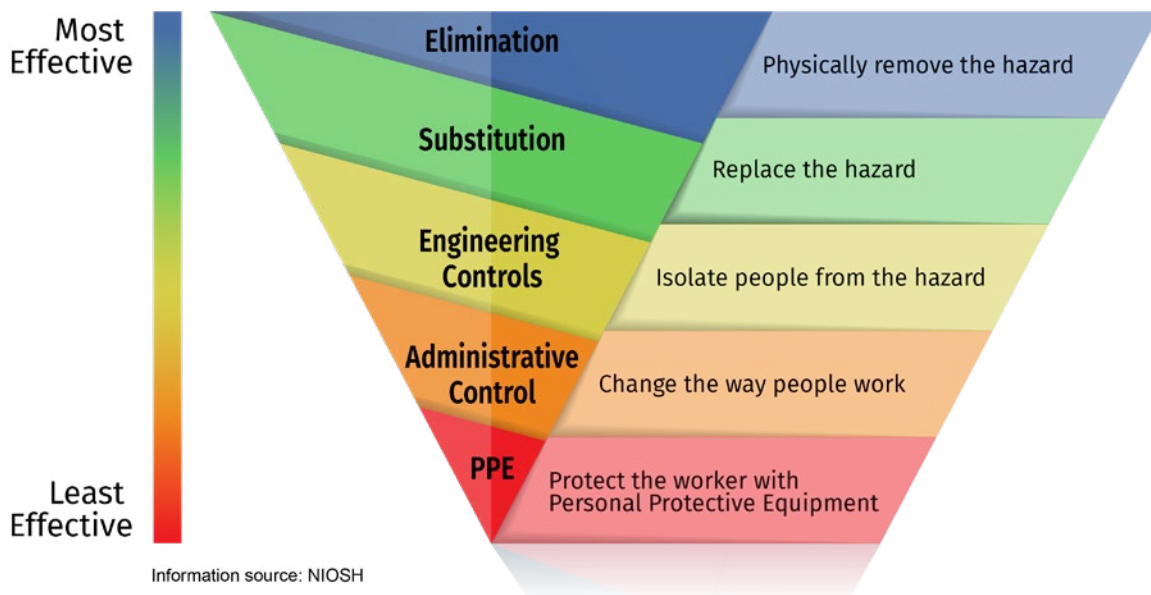 Most
Effective
Elimination
Physically remove the hazard
Substitution
Replace the hazard
Engineering
Controls
Isolate people from the hazard
Administrative
Control
Change the way people work
PPE
Protect the worker with
Personal Protective Equipment
Least
Effective
Information source: NIOSH